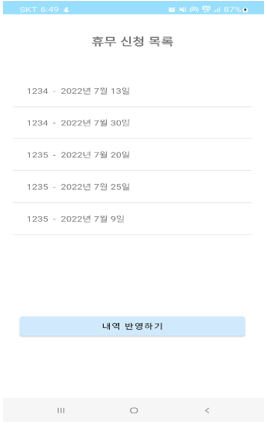 SKT 6:49
87%
휴무 신청 목록
1234 - 2022년 7월 13일
1234 - 2022년 7월 30일
1235 - 2022년 7월 20일
1235 - 2022년 7월 25일
1235 - 2022년 7월 9일
내역 반영하기